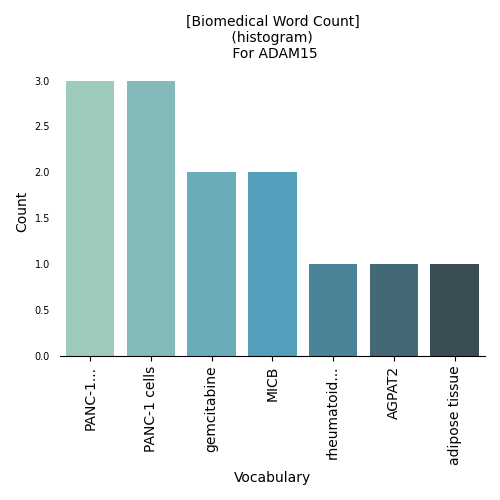 [Biomedical Word Count]
(histogram)
For ADAM15
3.0
2.5
2.0
1.5
1.0
0.5
0.0
Count
PANC-1...
PANC-1 cells
gemcitabine
MICB
rheumatoid...
AGPAT2
adipose tissue
Vocabulary